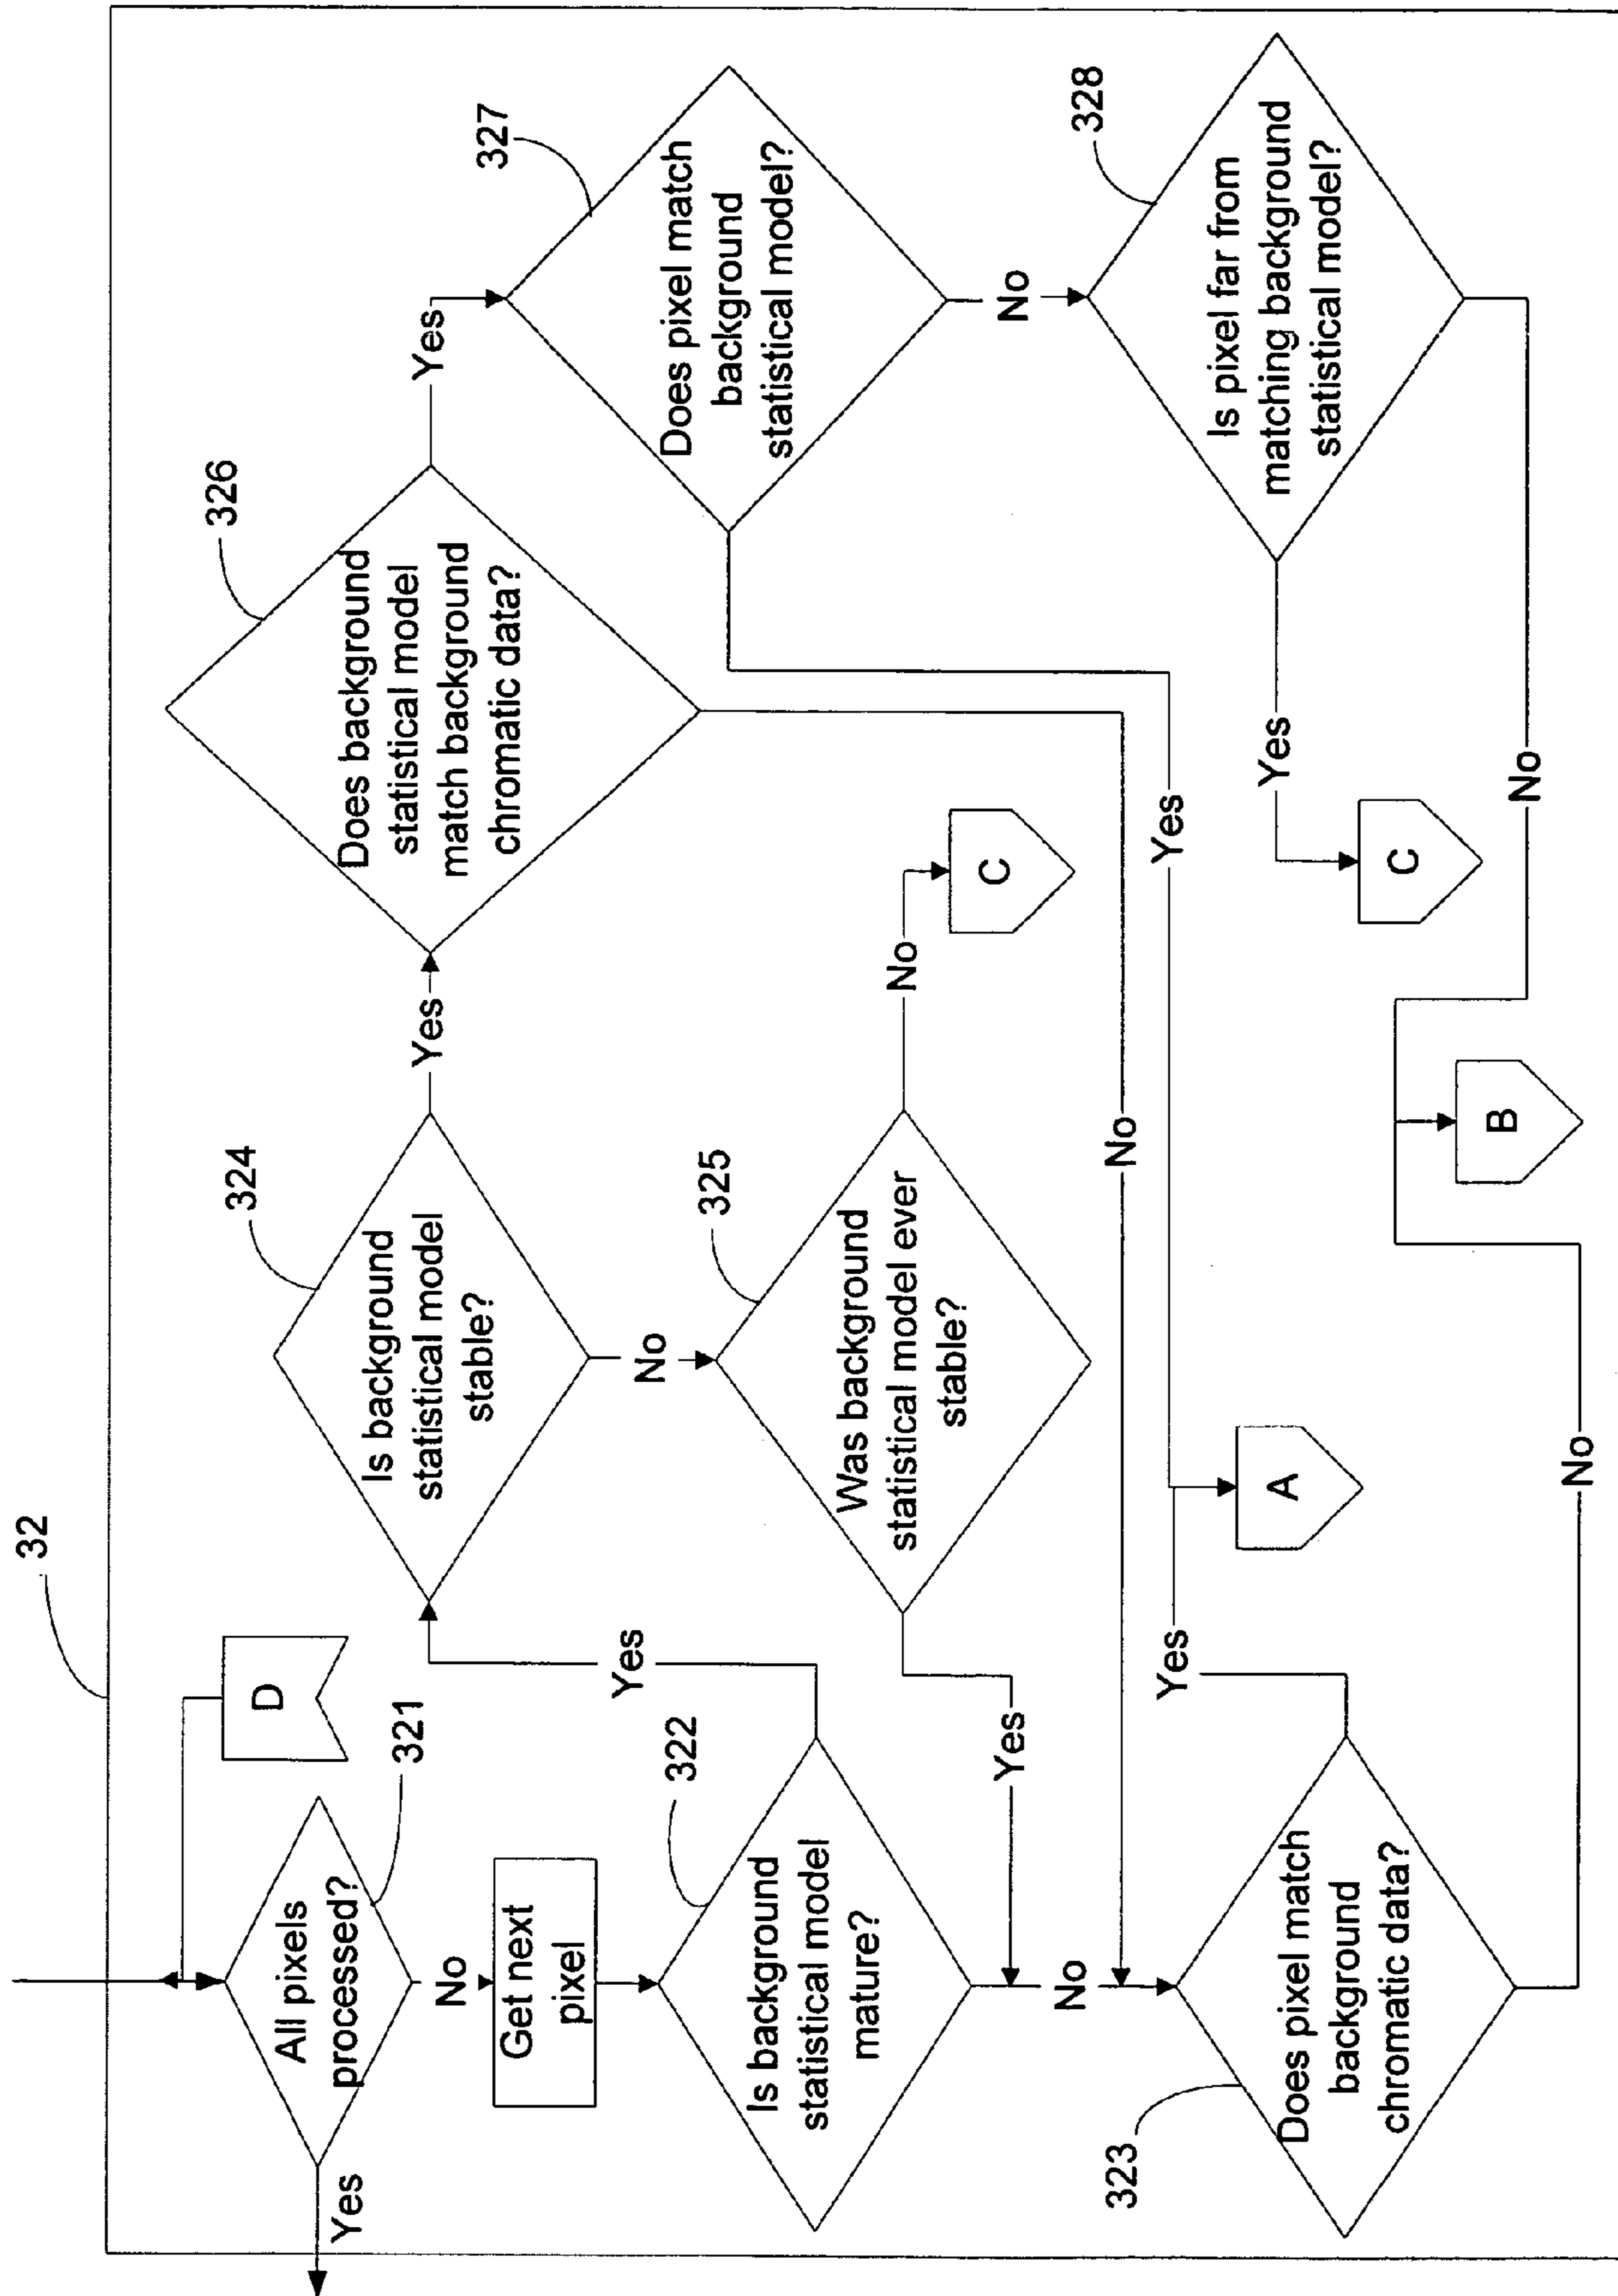 32
D
All pixels
processed?
321
Yes
No
Get next
pixel
322
Is background
statistical model
mature?
Yes
No
323
Does pixel match
background
chromatic data?
Yes
No
324
Is background
statistical model
stable?
Yes
No
325
Was background
statistical model ever
stable?
Yes
No
C
326
Does background
statistical model
match background
chromatic data?
Yes
No
327
Does pixel match
background
statistical model?
Yes
No
A
328
Is pixel far from
matching background
statistical model?
Yes
C
No
B